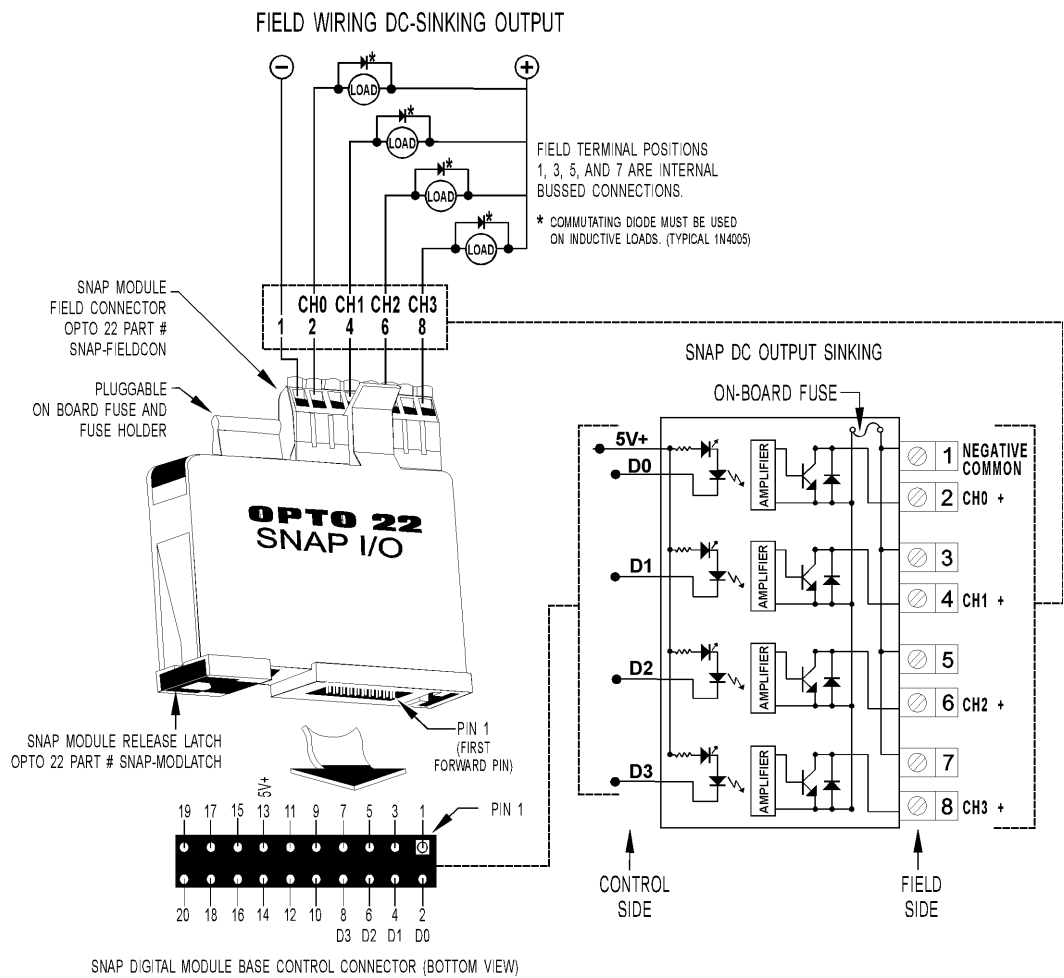 FIELD WIRING DC-SINKING OUTPUT
−
*
LOAD
+
*
LOAD
*
LOAD
*
LOAD
FIELD TERMINAL POSITIONS
1, 3, 5, AND 7 ARE INTERNAL
BUSSED CONNECTIONS.
* COMMUTATING DIODE MUST BE USED
ON INDUCTIVE LOADS. (TYPICAL 1N4005)
CH0 CH1 CH2 CH3
1 2 4 6 8
SNAP MODULE
FIELD CONNECTOR
OPTO 22 PART #
SNAP-FIELDCON
PLUGGABLE
ON BOARD FUSE AND
FUSE HOLDER
OPTO 22
SNAP I/O
SNAP MODULE RELEASE LATCH
OPTO 22 PART # SNAP-MODLATCH
PIN 1
(FIRST
FORWARD PIN)
5V+
19 17 15 13 11 9 7 5 3 1
PIN 1
20 18 16 14 12 10 8 6 4 2
D3 D2 D1 D0
SNAP DIGITAL MODULE BASE CONTROL CONNECTOR (BOTTOM VIEW)
SNAP DC OUTPUT SINKING
ON-BOARD FUSE
5V+
D0
AMPLIFIER
1 NEGATIVE
COMMON
2 CH0 +
D1
AMPLIFIER
3
4 CH1 +
D2
AMPLIFIER
5
6 CH2 +
D3
AMPLIFIER
7
8 CH3 +
CONTROL
SIDE
FIELD
SIDE